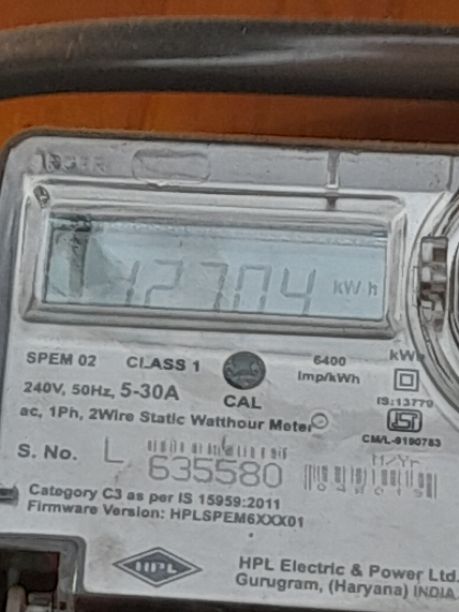 12704 kWh
SPEM 02 CLASS 1 6400 imp/kWh kWh
240V, 50Hz, 5-30A CAL IS:13779
ac, 1Ph, 2Wire Static Watthour Meter
CM/L-9190783
S. No. L 635580 M/Yr
Category C3 as per IS 15959:2011
Firmware Version: HPLSPEM6XXX01
HPL
HPL Electric & Power Ltd.
Gurugram, (Haryana) INDIA